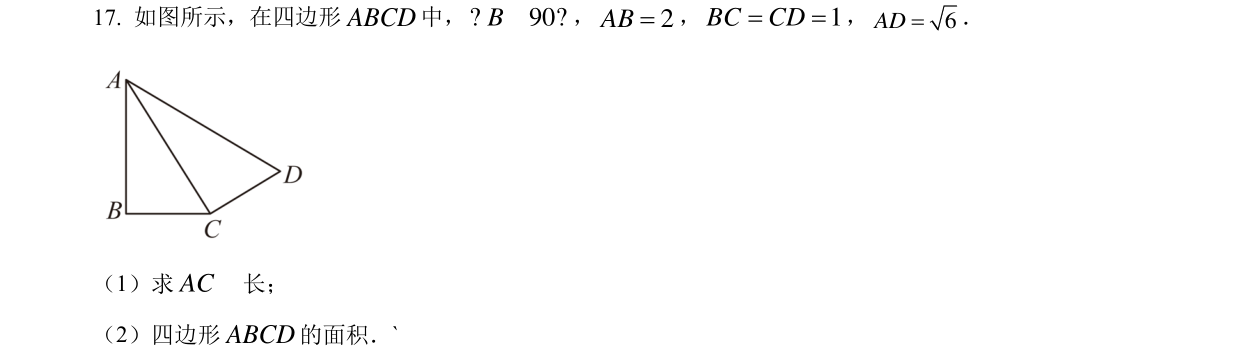 17. 如图所示，在四边形 ABCD 中，? B 90?，AB = 2，BC = CD = 1，AD = √6．
A
D
B
C
（1）求 AC 长；
（2）四边形 ABCD 的面积．`